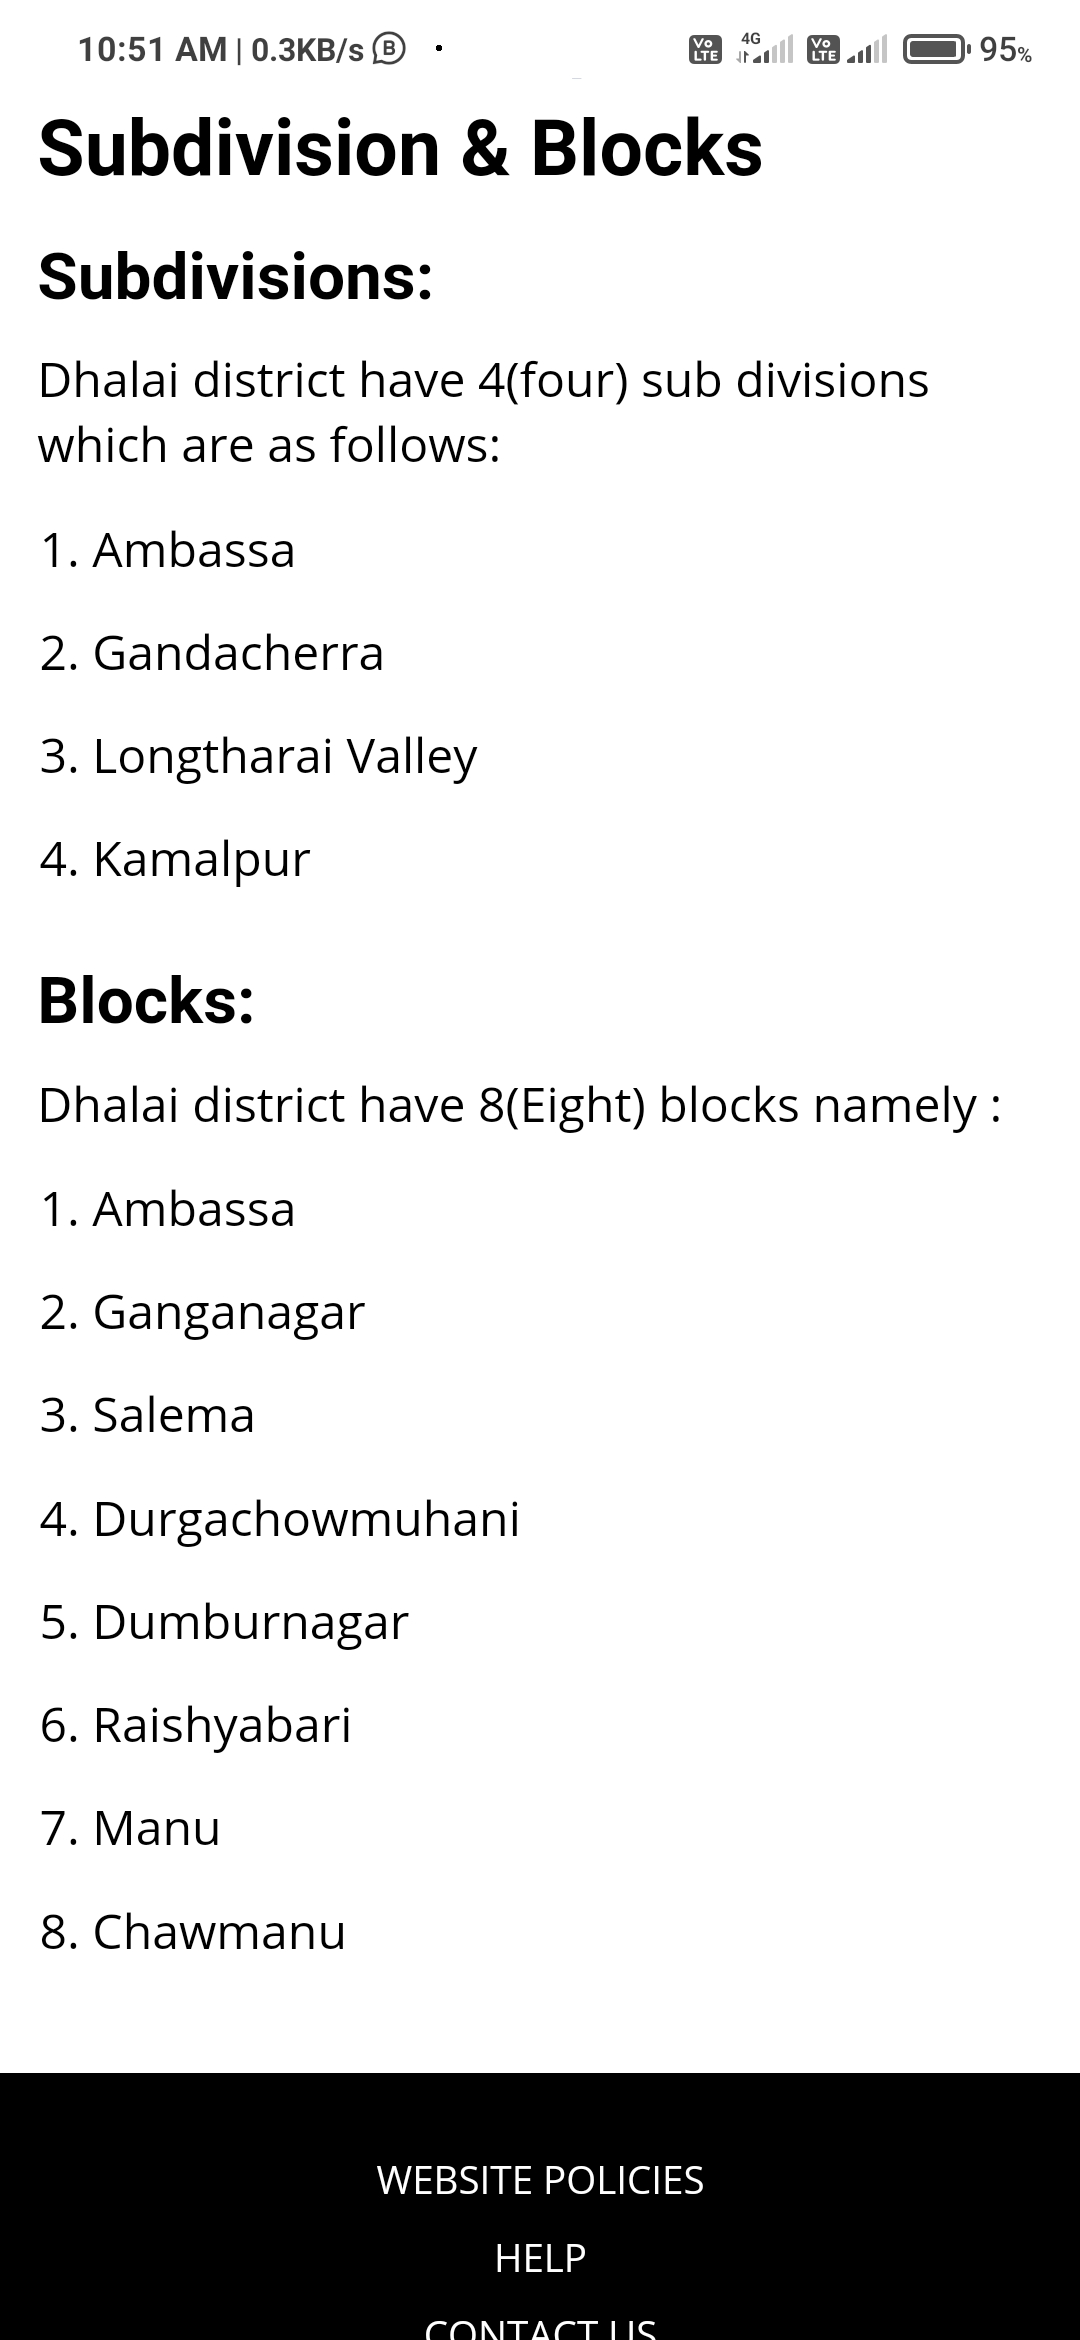 10:51 AM | 0.3KB/s B
Vo LTE 4G Vo LTE 95%
Subdivision & Blocks
Subdivisions:
Dhalai district have 4(four) sub divisions
which are as follows:
1. Ambassa
2. Gandacherra
3. Longtharai Valley
4. Kamalpur
Blocks:
Dhalai district have 8(Eight) blocks namely :
1. Ambassa
2. Ganganagar
3. Salema
4. Durgachowmuhani
5. Dumburnagar
6. Raishyabari
7. Manu
8. Chawmanu
WEBSITE POLICIES
HELP
CONTACT US